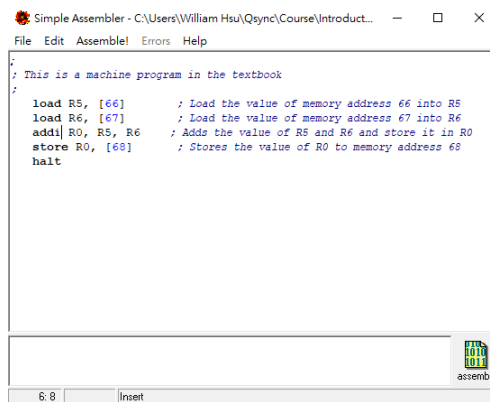 Simple Assembler - C:\Users\William Hsu\Qsync\Course\Introduct...
File Edit Assemble! Errors Help
;
; This is a machine program in the textbook
;
load R5, [66] ; Load the value of memory address 66 into R5
load R6, [67] ; Load the value of memory address 67 into R6
addi R0, R5, R6 ; Adds the value of R5 and R6 and store it in R0
store R0, [68] ; Stores the value of R0 to memory address 68
halt
1010
1011
assemb
6: 8 Insert